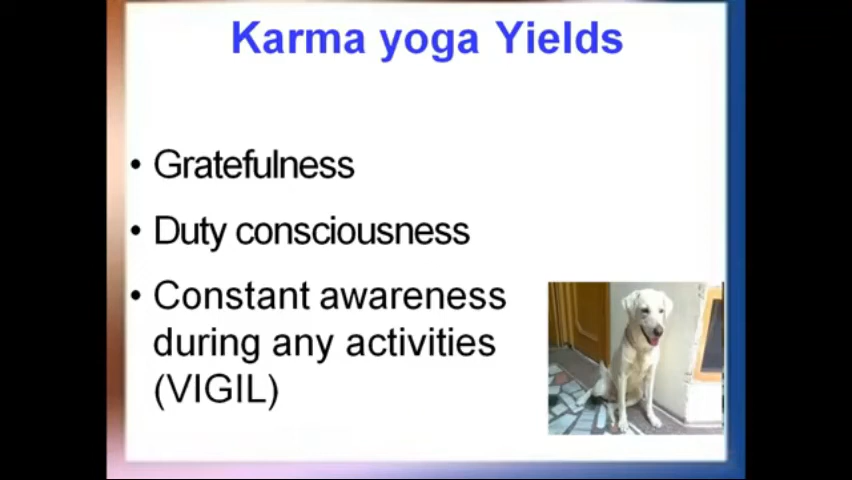 Karma yoga Yields
• Gratefulness
• Duty consciousness
• Constant awareness
during any activities
(VIGIL)